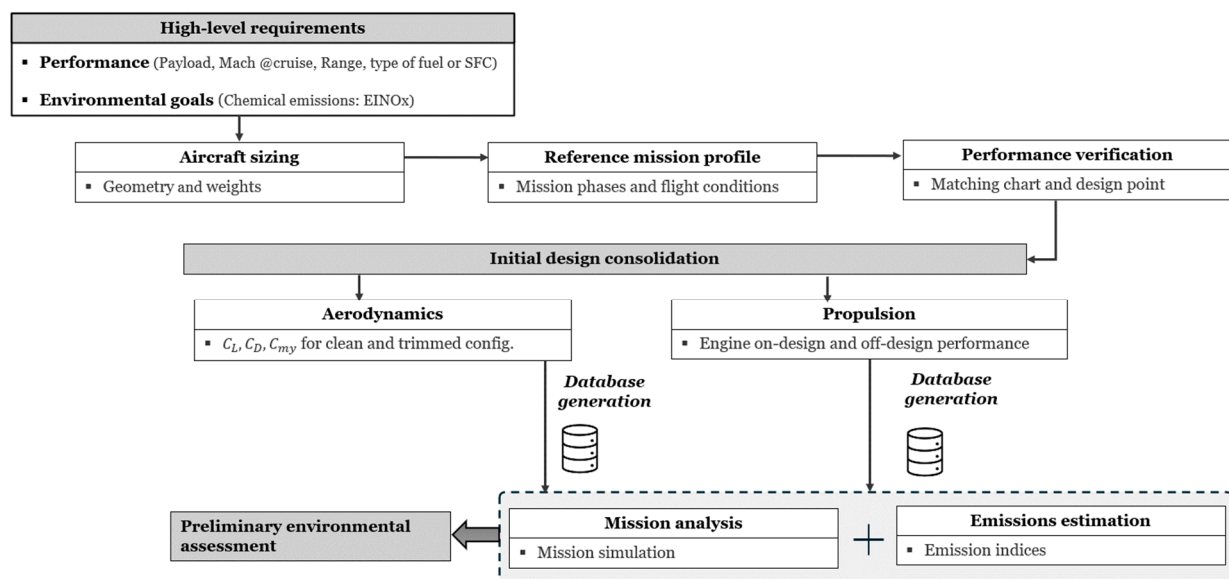 High-level requirements
▪ Performance (Payload, Mach @cruise, Range, type of fuel or SFC)
▪ Environmental goals (Chemical emissions: EINOx)
Aircraft sizing
▪ Geometry and weights
Reference mission profile
▪ Mission phases and flight conditions
Performance verification
▪ Matching chart and design point
Initial design consolidation
Aerodynamics
▪ C_L, C_D, C_my for clean and trimmed config.
Propulsion
▪ Engine on-design and off-design performance
Database
generation
Database
generation
Preliminary environmental
assessment
Mission analysis
▪ Mission simulation
+
Emissions estimation
▪ Emission indices